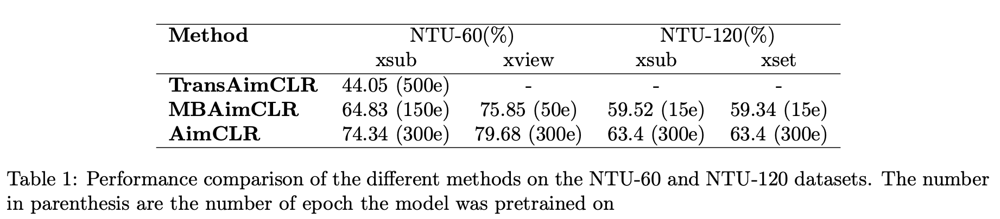 Method NTU-60(%) NTU-120(%)
xsub xview xsub xset
TransAimCLR 44.05 (500e) - - -
MBAimCLR 64.83 (150e) 75.85 (50e) 59.52 (15e) 59.34 (15e)
AimCLR 74.34 (300e) 79.68 (300e) 63.4 (300e) 63.4 (300e)
Table 1: Performance comparison of the different methods on the NTU-60 and NTU-120 datasets. The number
in parenthesis are the number of epoch the model was pretrained on